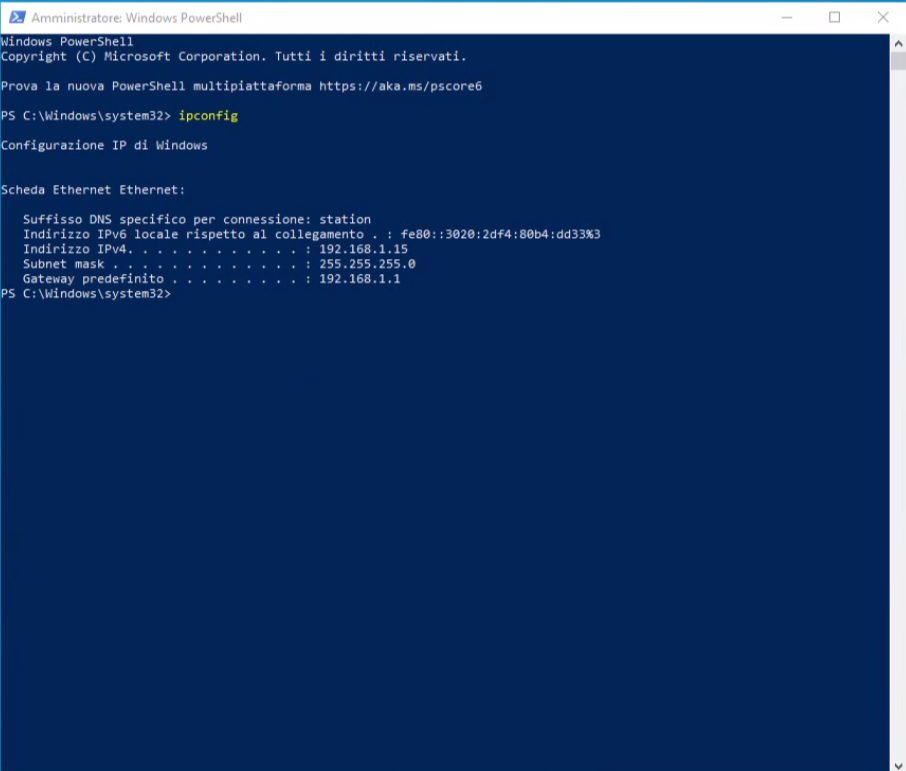 Amministratore: Windows PowerShell
Windows PowerShell
Copyright (C) Microsoft Corporation. Tutti i diritti riservati.
Prova la nuova PowerShell multipiattaforma https://aka.ms/pscore6
PS C:\Windows\system32> ipconfig
Configurazione IP di Windows
Scheda Ethernet Ethernet:
   Suffisso DNS specifico per connessione: station
   Indirizzo IPv6 locale rispetto al collegamento . : fe80::3020:2df4:80b4:dd33%3
   Indirizzo IPv4. . . . . . . . . . . . : 192.168.1.15
   Subnet mask . . . . . . . . . . . . . : 255.255.255.0
   Gateway predefinito . . . . . . . . . : 192.168.1.1
PS C:\Windows\system32>